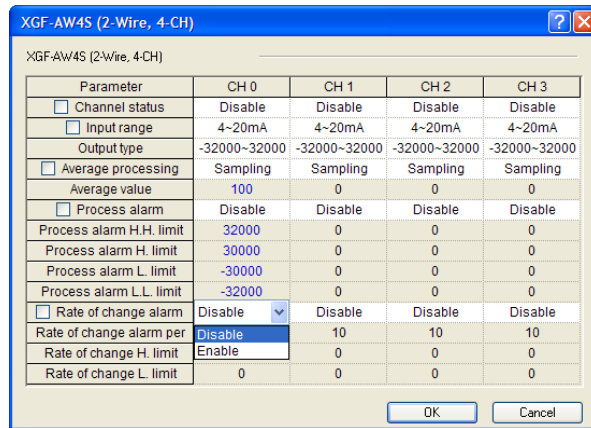 XGF-AW4S (2-Wire, 4-CH)
XGF-AW4S (2-Wire, 4-CH)
Parameter CH 0 CH 1 CH 2 CH 3
Channel status Disable Disable Disable Disable
Input range 4~20mA 4~20mA 4~20mA 4~20mA
Output type -32000~32000 -32000~32000 -32000~32000 -32000~32000
Average processing Sampling Sampling Sampling Sampling
Average value 100 0 0 0
Process alarm Disable Disable Disable Disable
Process alarm H.H. limit 32000 0 0 0
Process alarm H. limit 30000 0 0 0
Process alarm L. limit -30000 0 0 0
Process alarm L.L. limit -32000 0 0 0
Rate of change alarm Disable Disable Disable Disable
Rate of change alarm per Disable 10 10 10
Rate of change H. limit Enable 0 0 0
Rate of change L. limit 0 0 0 0
OK Cancel